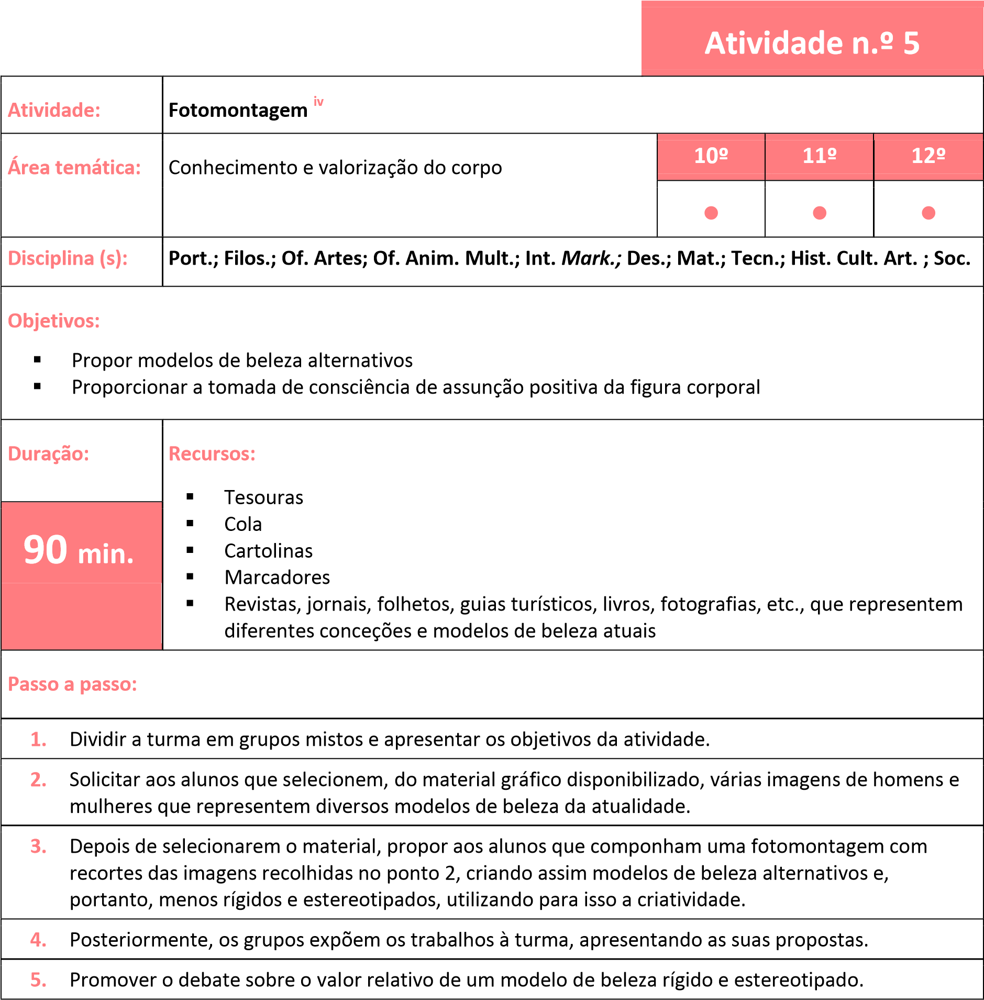 Atividade n.º 5
Atividade:
Fotomontagem iv
Área temática:
Conhecimento e valorização do corpo
10º
11º
12º
Disciplina (s):
Port.; Filos.; Of. Artes; Of. Anim. Mult.; Int. Mark.; Des.; Mat.; Tecn.; Hist. Cult. Art. ; Soc.
Objetivos:
▪ Propor modelos de beleza alternativos
▪ Proporcionar a tomada de consciência de assunção positiva da figura corporal
Duração:
90 min.
Recursos:
▪ Tesouras
▪ Cola
▪ Cartolinas
▪ Marcadores
▪ Revistas, jornais, folhetos, guias turísticos, livros, fotografias, etc., que representem
diferentes conceções e modelos de beleza atuais
Passo a passo:
1. Dividir a turma em grupos mistos e apresentar os objetivos da atividade.
2. Solicitar aos alunos que selecionem, do material gráfico disponibilizado, várias imagens de homens e
mulheres que representem diversos modelos de beleza da atualidade.
3. Depois de selecionarem o material, propor aos alunos que componham uma fotomontagem com
recortes das imagens recolhidas no ponto 2, criando assim modelos de beleza alternativos e,
portanto, menos rígidos e estereotipados, utilizando para isso a criatividade.
4. Posteriormente, os grupos expõem os trabalhos à turma, apresentando as suas propostas.
5. Promover o debate sobre o valor relativo de um modelo de beleza rígido e estereotipado.